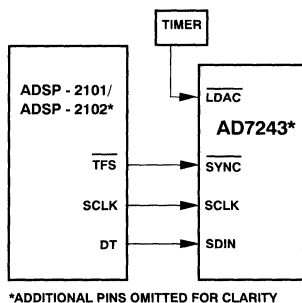 TIMER
ADSP - 2101/
ADSP - 2102*
LDAC
AD7243*
TFS
SYNC
SCLK
SCLK
DT
SDIN
*ADDITIONAL PINS OMITTED FOR CLARITY